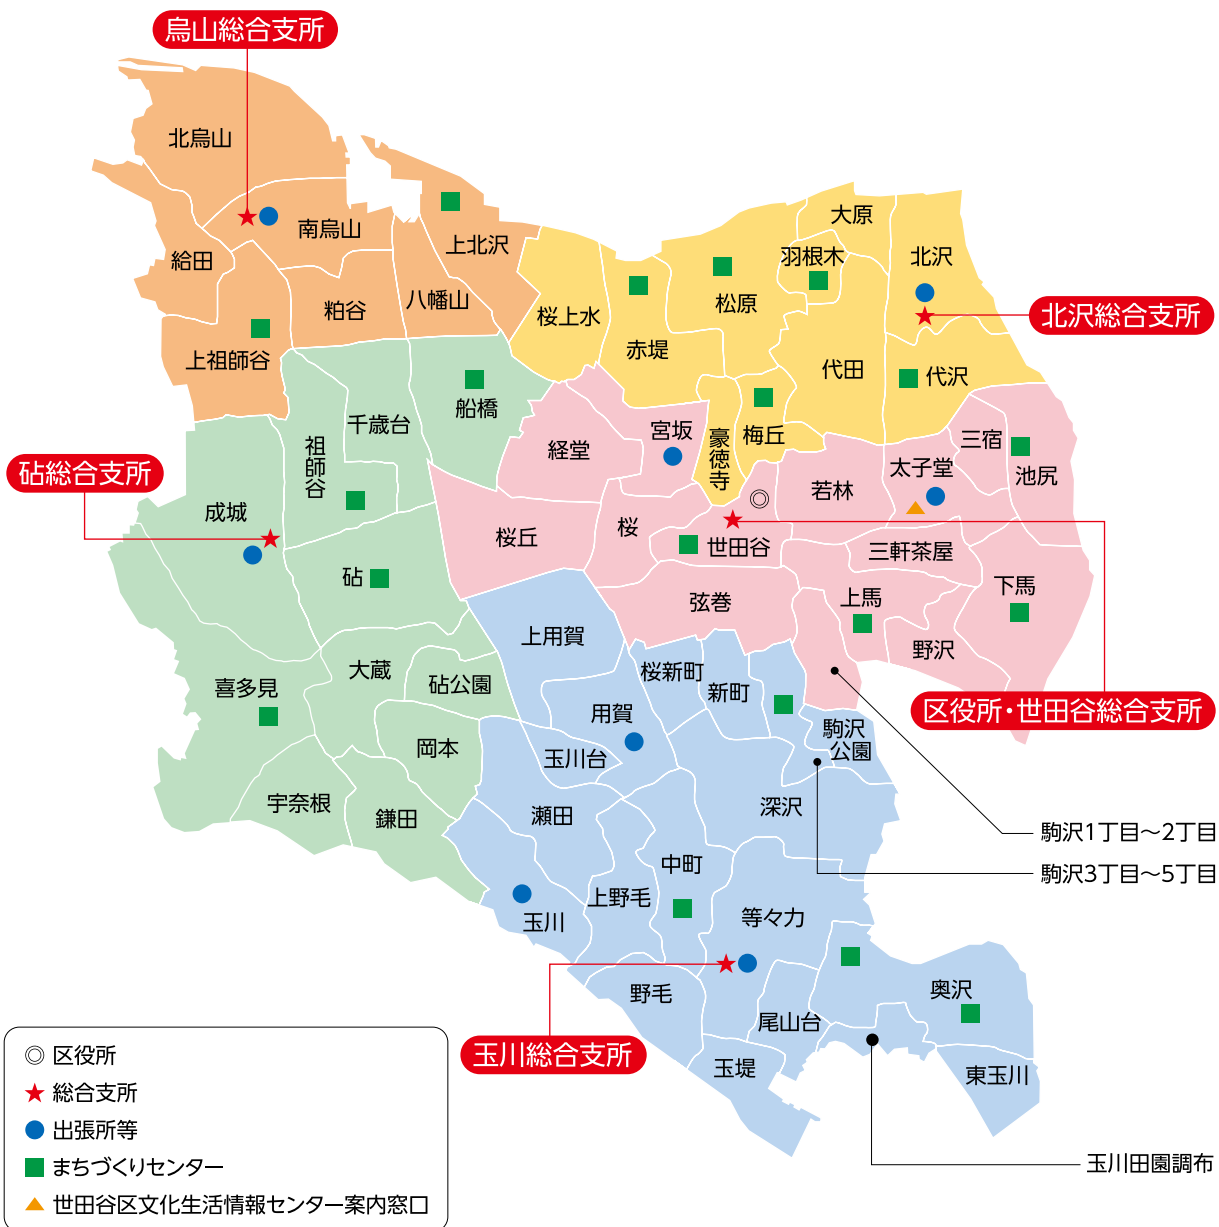 烏山総合支所
北烏山
南烏山
給田
上北沢
八幡山
粕谷
上祖師谷
大原
羽根木
北沢
松原
桜上水
赤堤
北沢総合支所
代田
代沢
梅丘
豪徳寺
船橋
千歳台
祖師谷
砧総合支所
成城
砧
大蔵
砧公園
喜多見
岡本
宇奈根
鎌田
宮坂
経堂
三宿
池尻
太子堂
若林
桜丘
桜
世田谷
三軒茶屋
弦巻
上馬
下馬
野沢
区役所・世田谷総合支所
上用賀
桜新町
新町
用賀
駒沢
公園
玉川台
瀬田
深沢
駒沢1丁目～2丁目
駒沢3丁目～5丁目
中町
上野毛
玉川
等々力
野毛
奥沢
尾山台
玉堤
東玉川
玉川総合支所
玉川田園調布
区役所
総合支所
出張所等
まちづくりセンター
世田谷区文化生活情報センター案内窓口